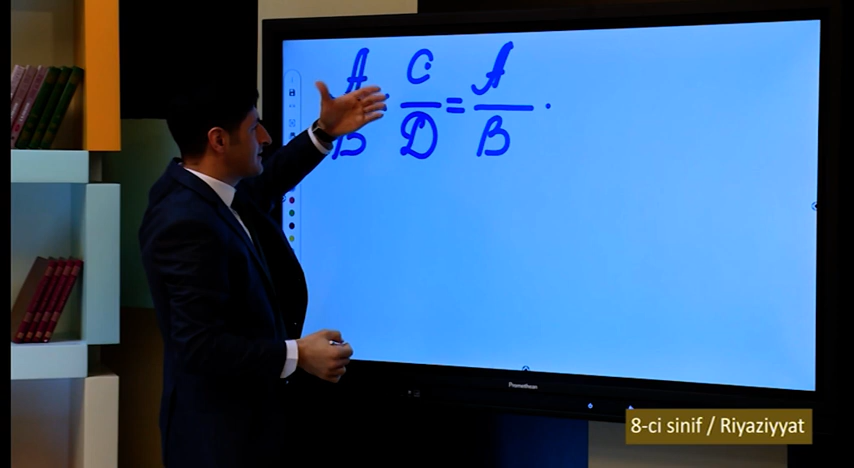 A C A
— = — ·
B D B
Promethean
8-ci sinif / Riyaziyyat